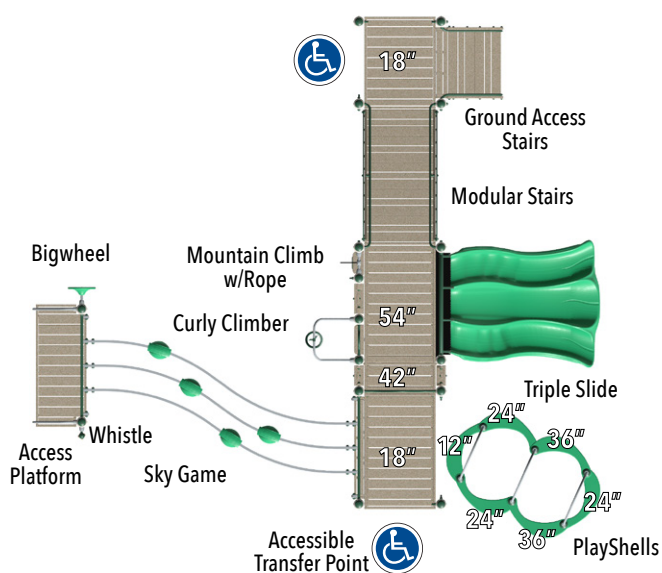 18"
Ground Access
Stairs
Modular Stairs
Bigwheel
Mountain Climb
w/Rope
54"
Curly Climber
42"
Triple Slide
24"
12"
36"
Whistle
Access
Platform
Sky Game
18"
24"
24"
36"
PlayShells
Accessible
Transfer Point